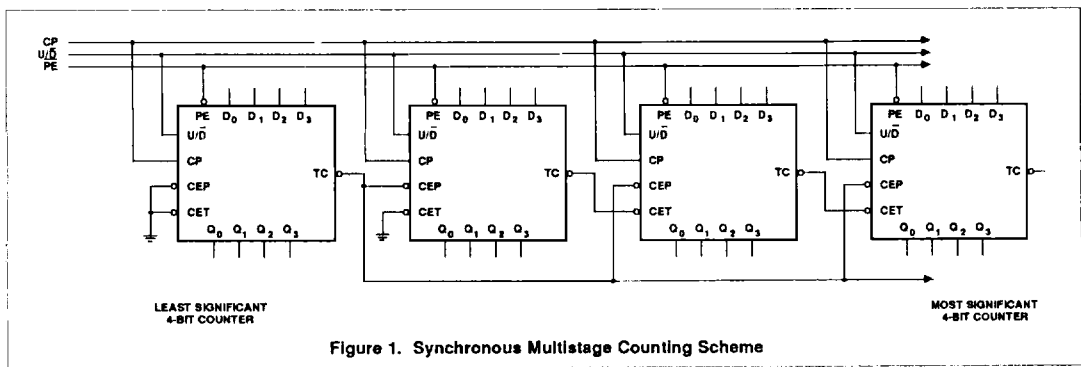 CP
U/D̅
PE
PE D₀ D₁ D₂ D₃
U/D̅
CP
TC
CEP
CET
Q₀ Q₁ Q₂ Q₃
PE D₀ D₁ D₂ D₃
U/D̅
CP
TC
CEP
CET
Q₀ Q₁ Q₂ Q₃
PE D₀ D₁ D₂ D₃
U/D̅
CP
TC
CEP
CET
Q₀ Q₁ Q₂ Q₃
PE D₀ D₁ D₂ D₃
U/D̅
CP
TC
CEP
CET
Q₀ Q₁ Q₂ Q₃
LEAST SIGNIFICANT
4-BIT COUNTER
MOST SIGNIFICANT
4-BIT COUNTER
Figure 1. Synchronous Multistage Counting Scheme